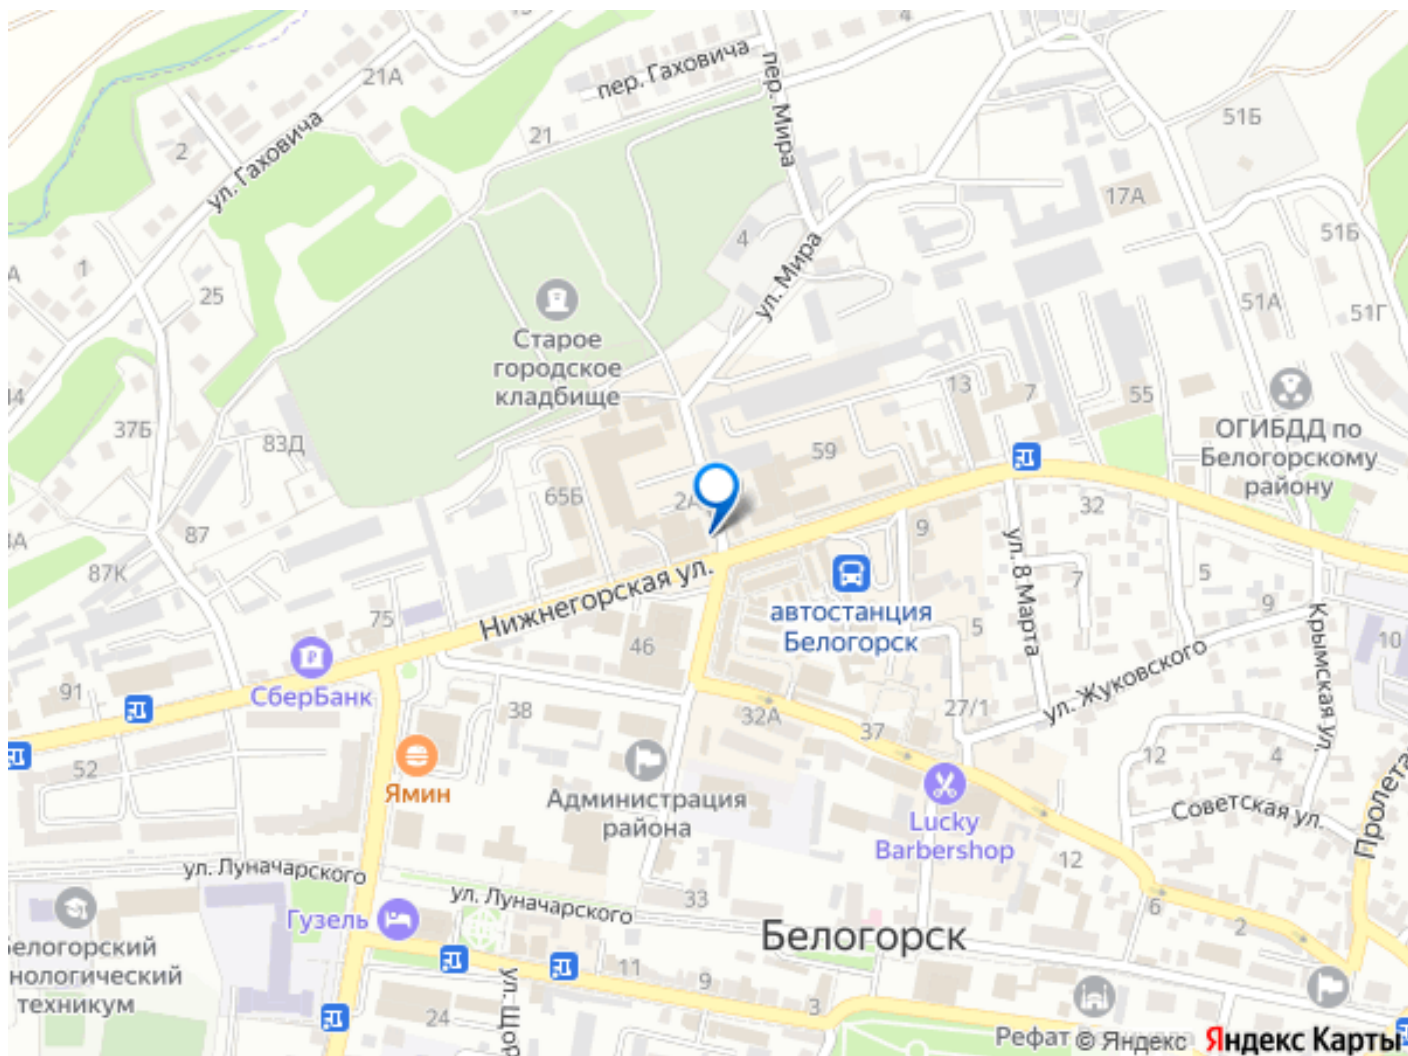 4
13
21А
пер. Гаховича
пер. Мира
51Б
21
2
ул. Гаховича
17А
51Б
4
1
25
ул. Мира
51А
51Г
Старое
городское
кладбище
13
7
55
37Б
83Д
59
ОГИБДД по
Белогорскому
району
65Б
2А
32
9
87
87К
ул. 8 Марта
7
5
9
Нижнегорская ул.
автостанция
Белогорск
75
46
5
Крымская ул.
10
СберБанк
91
38
32А
37
27/1
ул. Жуковского
52
12
4
Ямин
Администрация
района
Lucky
Barbershop
Советская ул.
12
ул. Луначарского
33
ул. Луначарского
Гузель
6
2
Белогорск
техникум
11
9
3
24
Рефат
© Яндекс
Яндекс Карты